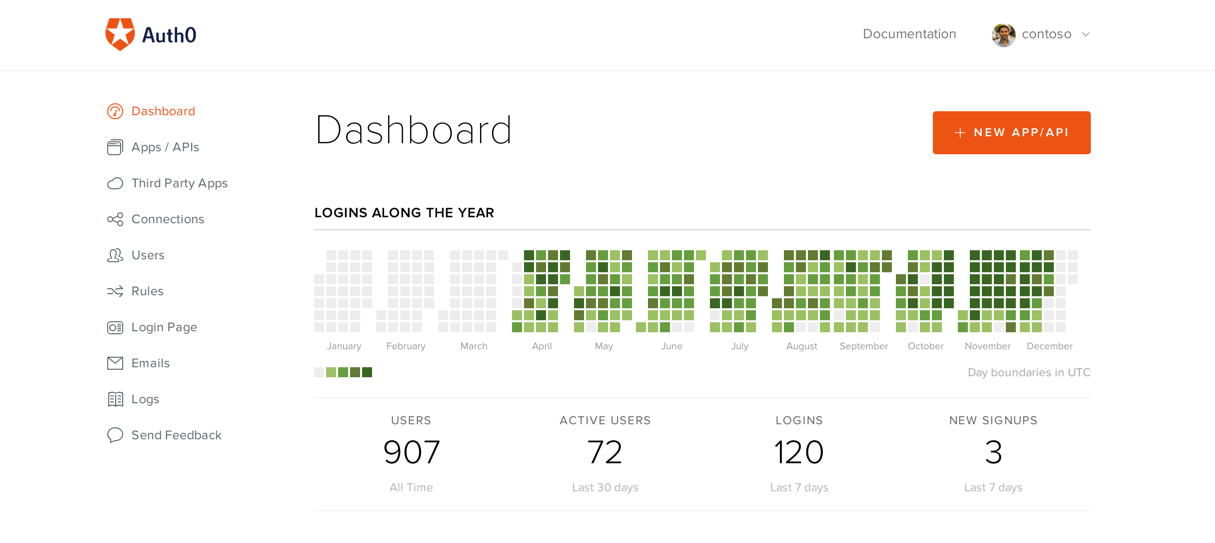 Auth0
Documentation
contoso
Dashboard
Apps / APIs
Third Party Apps
Connections
Users
Rules
Login Page
Emails
Logs
Send Feedback
Dashboard
+ NEW APP/API
LOGINS ALONG THE YEAR
January February March April May June July August September October November December
Day boundaries in UTC
USERS
907
All Time
ACTIVE USERS
72
Last 30 days
LOGINS
120
Last 7 days
NEW SIGNUPS
3
Last 7 days